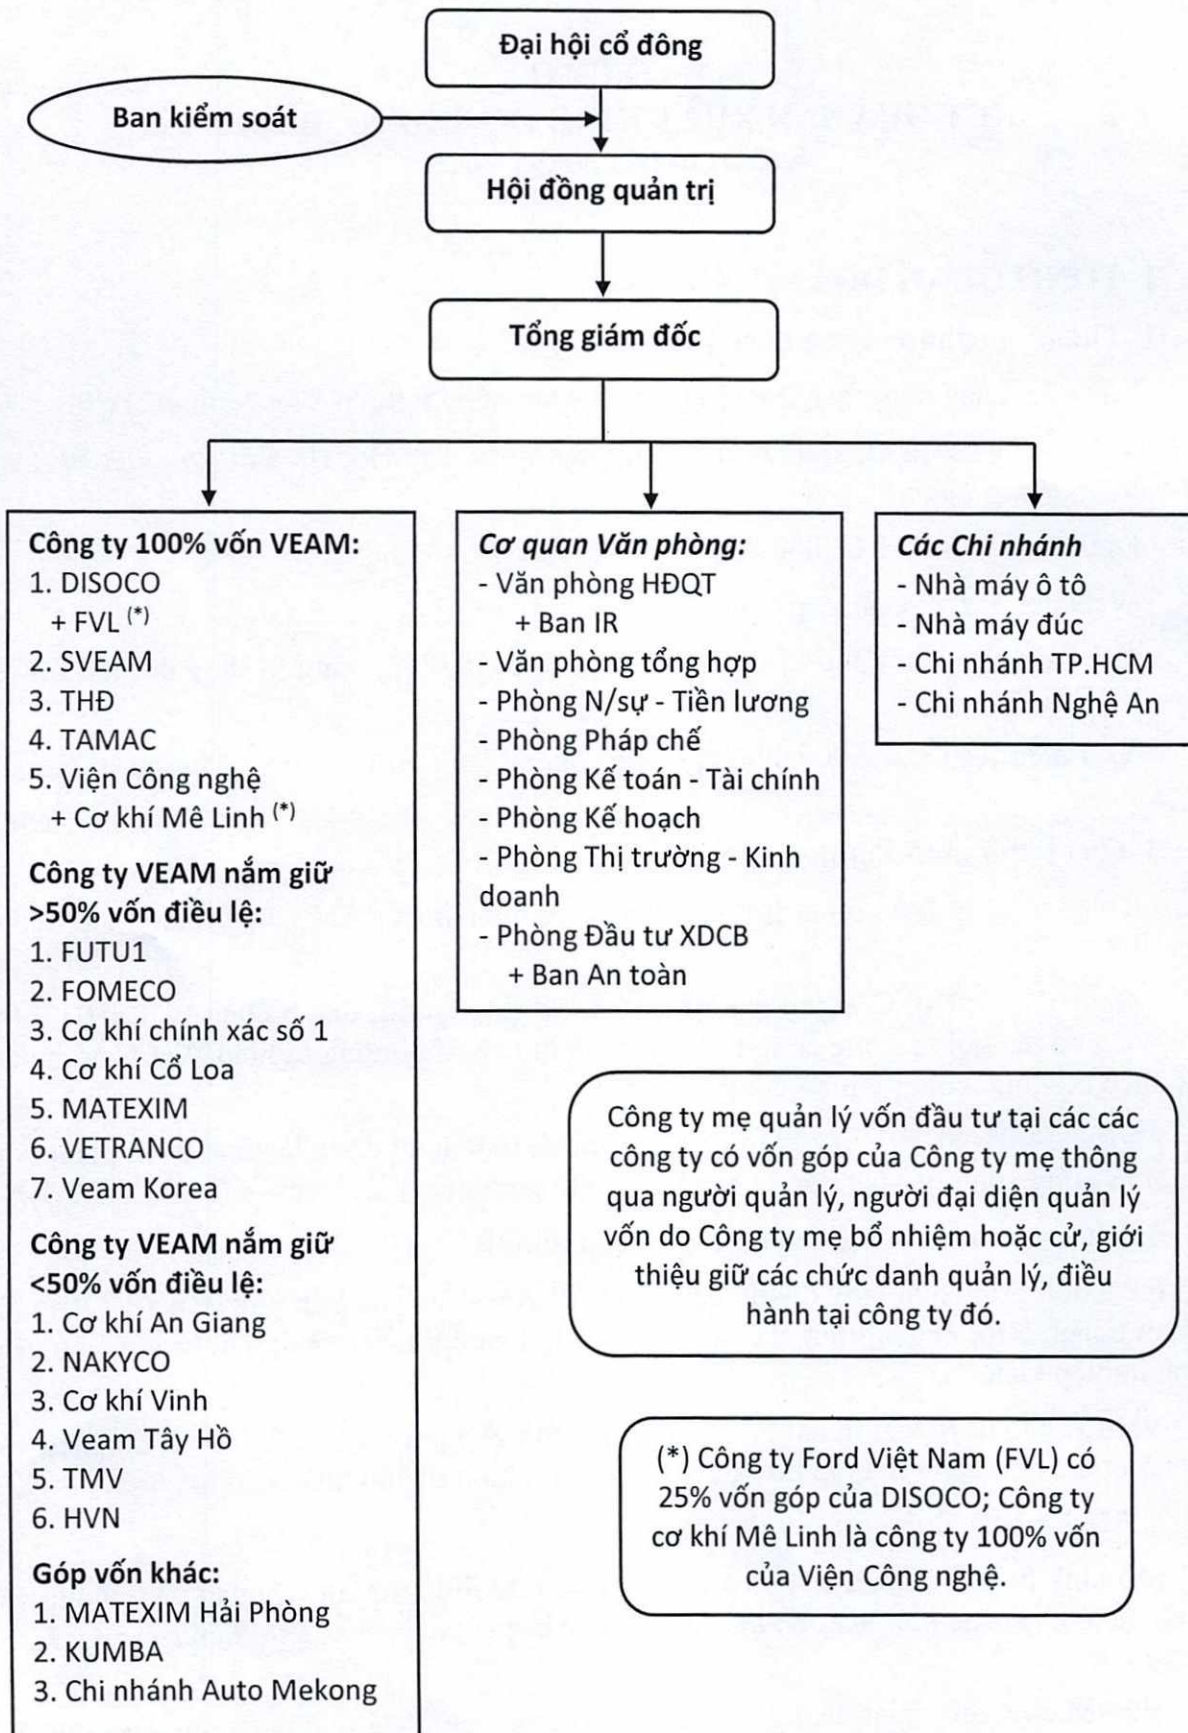 Đại hội cổ đông
Ban kiểm soát
Hội đồng quản trị
Tổng giám đốc
Công ty 100% vốn VEAM:
1. DISOCO
+ FVL (*)
2. SVEAM
3. THĐ
4. TAMAC
5. Viện Công nghệ
+ Cơ khí Mê Linh (*)
Công ty VEAM nắm giữ
>50% vốn điều lệ:
1. FUTU1
2. FOMECO
3. Cơ khí chính xác số 1
4. Cơ khí Cổ Loa
5. MATEXIM
6. VETRANCO
7. Veam Korea
Công ty VEAM nắm giữ
<50% vốn điều lệ:
1. Cơ khí An Giang
2. NAKYCO
3. Cơ khí Vinh
4. Veam Tây Hồ
5. TMV
6. HVN
Góp vốn khác:
1. MATEXIM Hải Phòng
2. KUMBA
3. Chi nhánh Auto Mekong
Cơ quan Văn phòng:
- Văn phòng HĐQT
+ Ban IR
- Văn phòng tổng hợp
- Phòng N/sự - Tiền lương
- Phòng Pháp chế
- Phòng Kế toán - Tài chính
- Phòng Kế hoạch
- Phòng Thị trường - Kinh
doanh
- Phòng Đầu tư XDCB
+ Ban An toàn
Các Chi nhánh
- Nhà máy ô tô
- Nhà máy đúc
- Chi nhánh TP.HCM
- Chi nhánh Nghệ An
Công ty mẹ quản lý vốn đầu tư tại các các
công ty có vốn góp của Công ty mẹ thông
qua người quản lý, người đại diện quản lý
vốn do Công ty mẹ bổ nhiệm hoặc cử, giới
thiệu giữ các chức danh quản lý, điều
hành tại công ty đó.
(*) Công ty Ford Việt Nam (FVL) có
25% vốn góp của DISOCO; Công ty
cơ khí Mê Linh là công ty 100% vốn
của Viện Công nghệ.